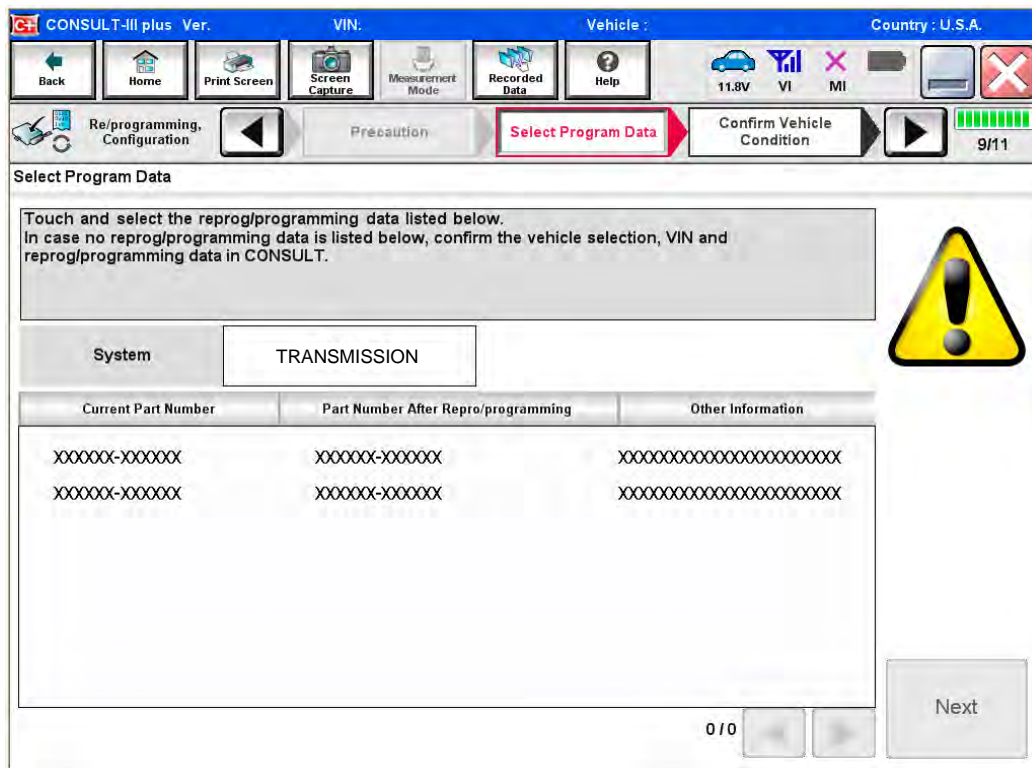 C+ CONSULT-III plus Ver. VIN: Vehicle : Country : U.S.A.
Back Home Print Screen Screen Capture Measurement Mode Recorded Data Help 11.8V VI MI
Re/programming, Configuration Precaution Select Program Data Confirm Vehicle Condition 9/11
Select Program Data
Touch and select the reprog/programming data listed below.
In case no reprog/programming data is listed below, confirm the vehicle selection, VIN and
reprog/programming data in CONSULT.
System TRANSMISSION
Current Part Number Part Number After Repro/programming Other Information
XXXXXX-XXXXXX XXXXXX-XXXXXX XXXXXXXXXXXXXXXXXXXXXX
XXXXXX-XXXXXX XXXXXX-XXXXXX XXXXXXXXXXXXXXXXXXXXXX
Next
0/0